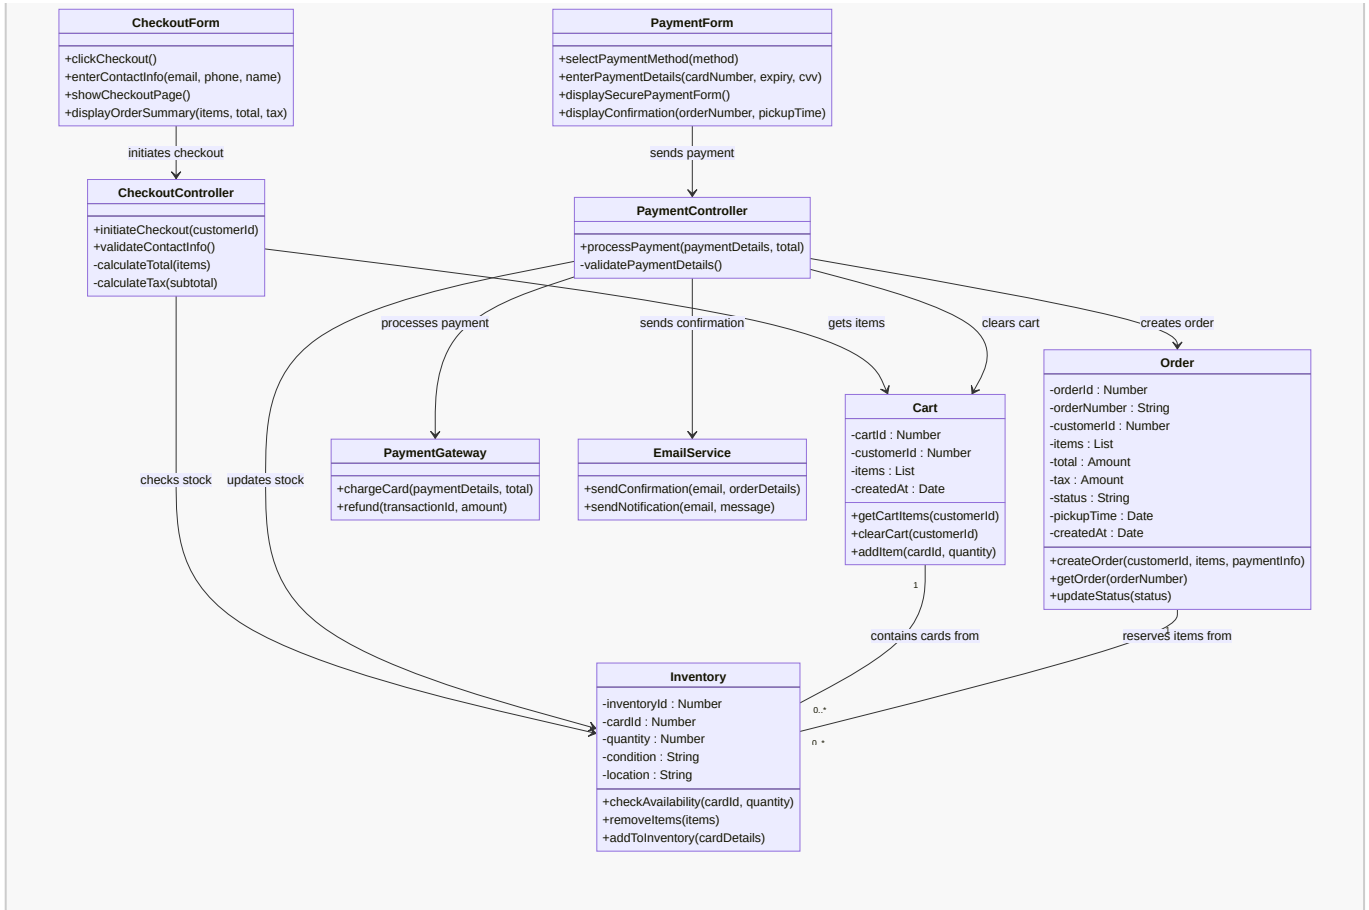 CheckoutForm
+clickCheckout()
+enterContactInfo(email, phone, name)
+showCheckoutPage()
+displayOrderSummary(items, total, tax)
PaymentForm
+selectPaymentMethod(method)
+enterPaymentDetails(cardNumber, expiry, cvv)
+displaySecurePaymentForm()
+displayConfirmation(orderNumber, pickupTime)
initiates checkout
sends payment
CheckoutController
+initiateCheckout(customerId)
+validateContactInfo()
-calculateTotal(items)
-calculateTax(subtotal)
PaymentController
+processPayment(paymentDetails, total)
-validatePaymentDetails()
processes payment
sends confirmation
gets items
clears cart
creates order
checks stock
updates stock
PaymentGateway
+chargeCard(paymentDetails, total)
+refund(transactionId, amount)
EmailService
+sendConfirmation(email, orderDetails)
+sendNotification(email, message)
Cart
-cartId : Number
-customerId : Number
-items : List
-createdAt : Date
+getCartItems(customerId)
+clearCart(customerId)
+addItem(cardId, quantity)
Order
-orderId : Number
-orderNumber : String
-customerId : Number
-items : List
-total : Amount
-tax : Amount
-status : String
-pickupTime : Date
-createdAt : Date
+createOrder(customerId, items, paymentInfo)
+getOrder(orderNumber)
+updateStatus(status)
1
contains cards from
0..*
1
reserves items from
0..*
Inventory
-inventoryId : Number
-cardId : Number
-quantity : Number
-condition : String
-location : String
+checkAvailability(cardId, quantity)
+removeItems(items)
+addToInventory(cardDetails)